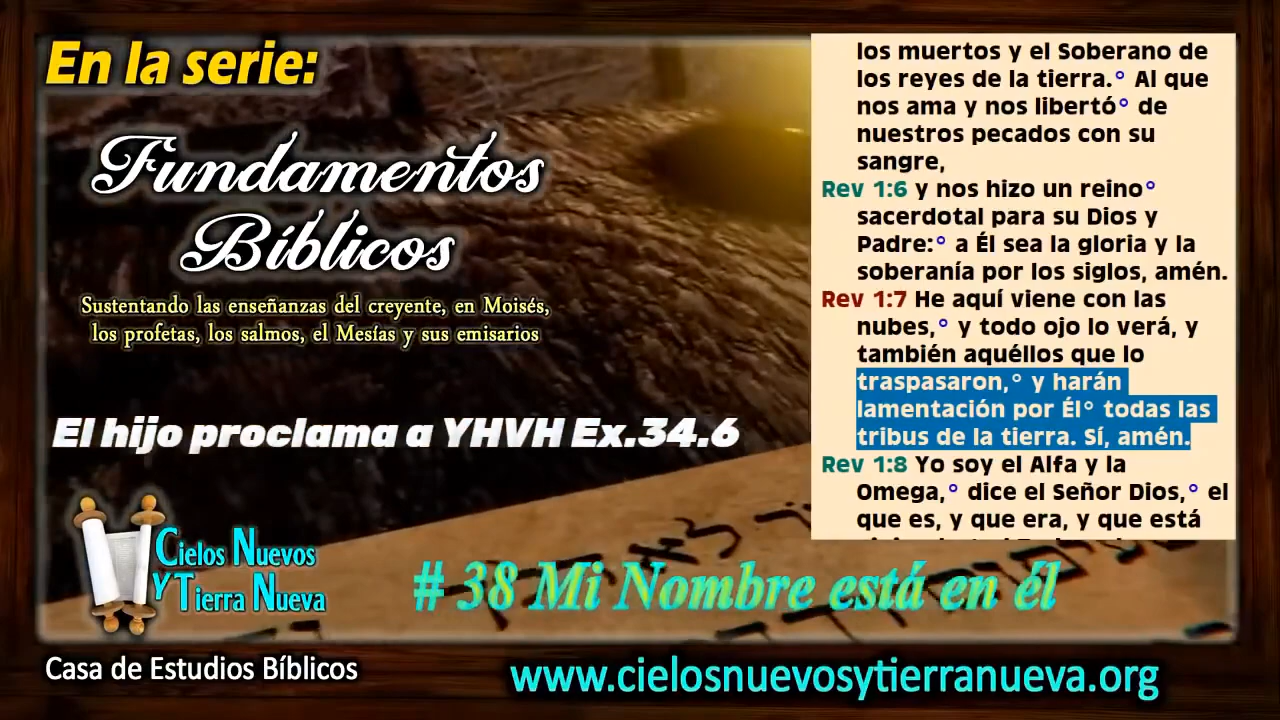 En la serie:
Fundamentos
Bíblicos
Sustentando las enseñanzas del creyente, en Moisés,
los profetas, los salmos, el Mesías y sus emisarios
El hijo proclama a YHVH Ex.34.6
Cielos Nuevos
Y Tierra Nueva
# 38 Mi Nombre está en él
Casa de Estudios Bíblicos
www.cielosnuevosytierranueva.org
los muertos y el Soberano de
los reyes de la tierra.° Al que
nos ama y nos libertó° de
nuestros pecados con su
sangre,
Rev 1:6 y nos hizo un reino°
sacerdotal para su Dios y
Padre:° a Él sea la gloria y la
soberanía por los siglos, amén.
Rev 1:7 He aquí viene con las
nubes,° y todo ojo lo verá, y
también aquéllos que lo
traspasaron,° y harán
lamentación por Él° todas las
tribus de la tierra. Sí, amén.
Rev 1:8 Yo soy el Alfa y la
Omega,° dice el Señor Dios,° el
que es, y que era, y que está